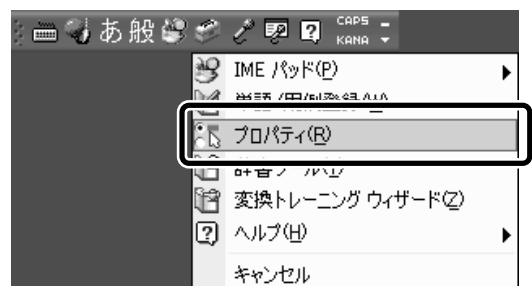 あ 般 CAPS
KANA
IME パッド(P)
プロパティ(R)
変換トレーニング ウィザード(Z)
ヘルプ(H)
キャンセル